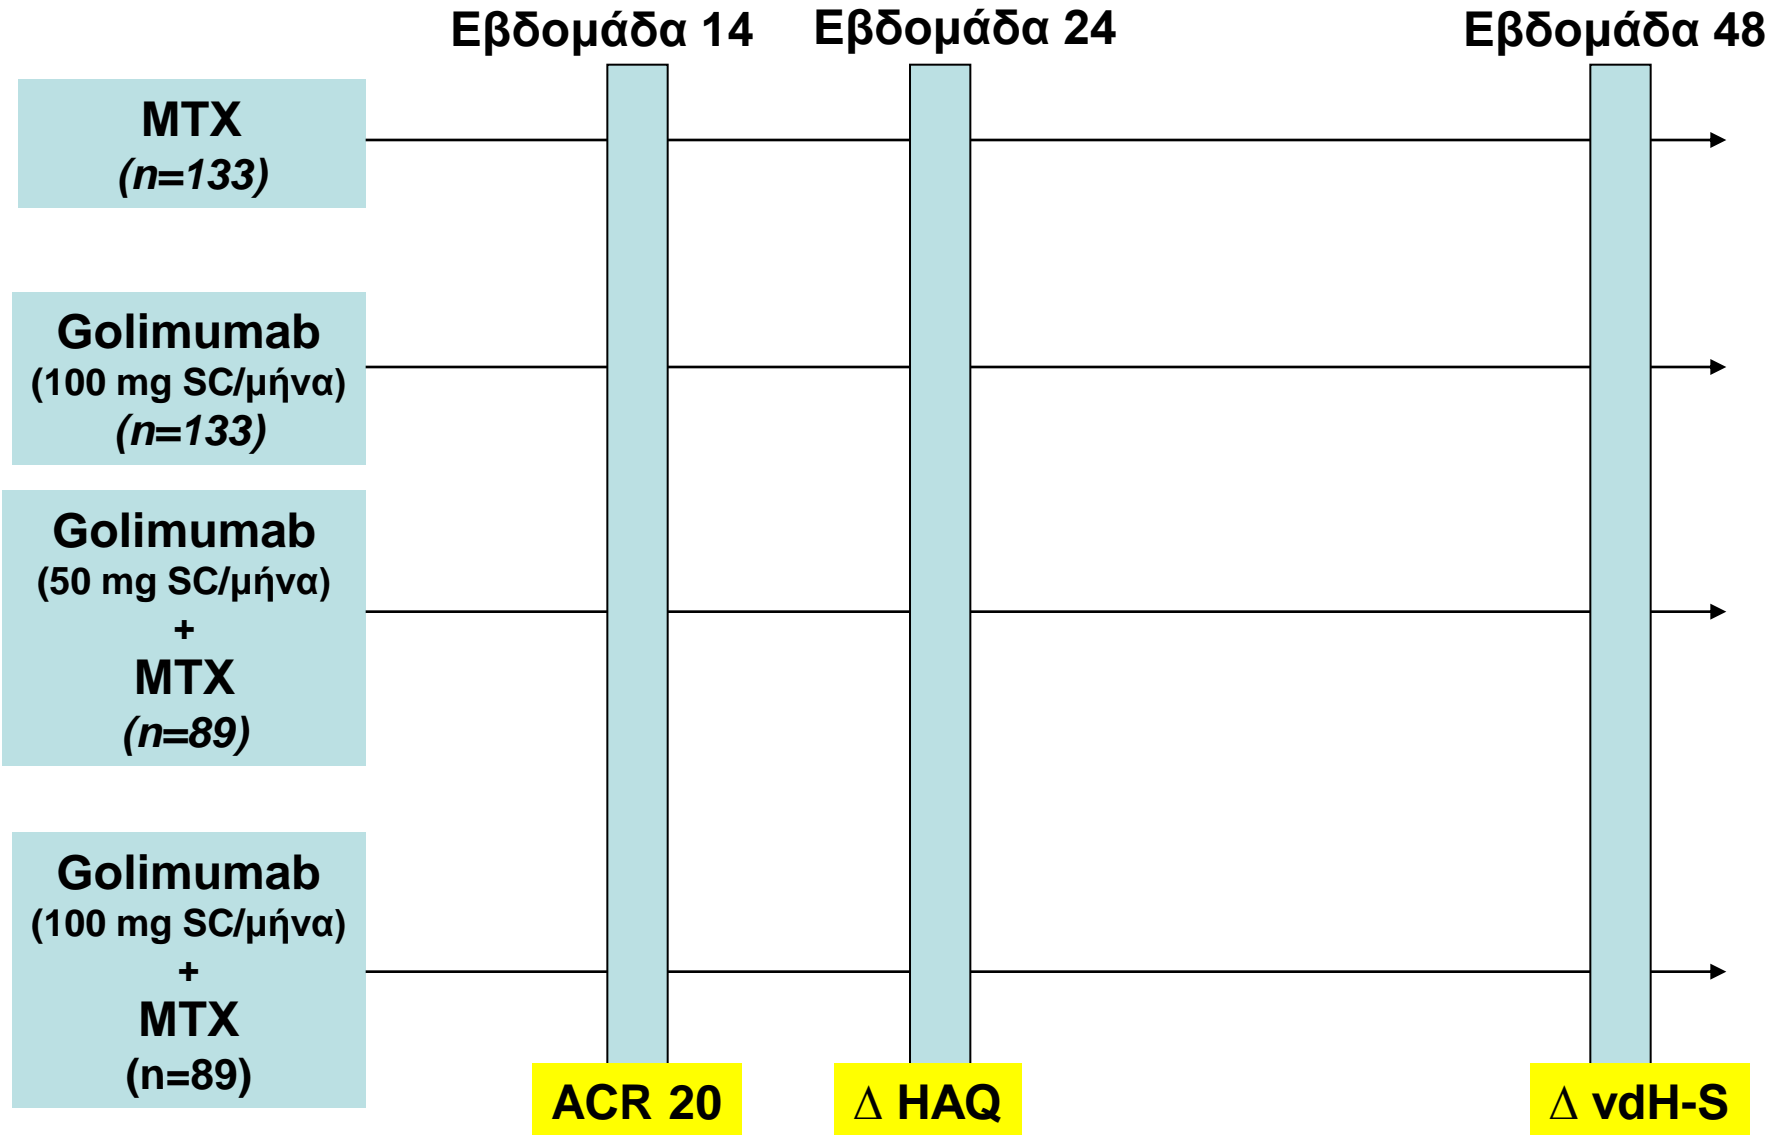 Εβδομάδα 14
Εβδομάδα 24
Εβδομάδα 48
MTX
(n=133)
Golimumab
(100 mg SC/μήνα)
(n=133)
Golimumab
(50 mg SC/μήνα)
+
MTX
(n=89)
Golimumab
(100 mg SC/μήνα)
+
MTX
(n=89)
ACR 20
Δ HAQ
Δ vdH-S